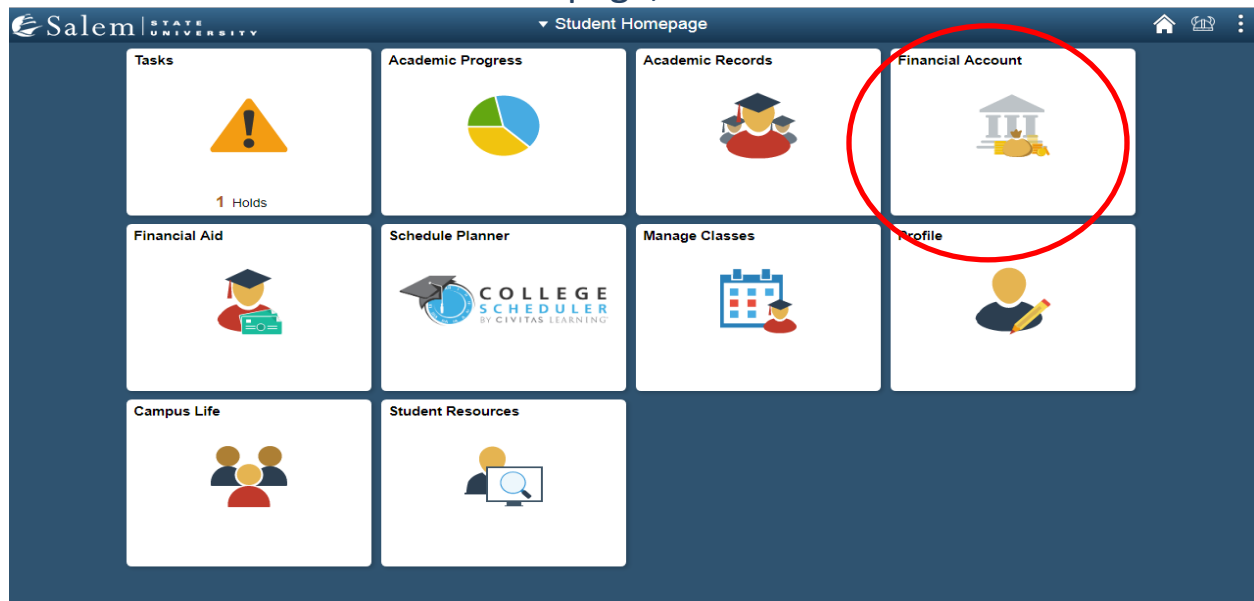 Salem STATE UNIVERSITY
Student Homepage
Tasks
1 Holds
Academic Progress
Academic Records
Financial Account
Financial Aid
Schedule Planner
COLLEGE
SCHEDULER
BY CIVITAS LEARNING
Manage Classes
Profile
Campus Life
Student Resources